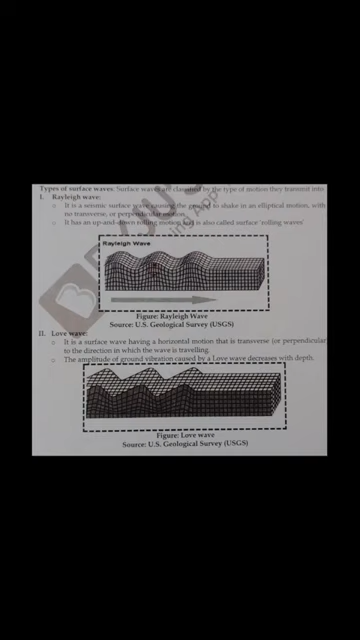 Types of surface waves: Surface waves are classified by the type of motion they transmit into
I. Rayleigh wave:
o It is a seismic surface wave causing the ground to shake in an elliptical motion, with
no transverse, or perpendicular motion.
o It has an up-and-down rolling motion and is also called surface 'rolling waves'
Rayleigh Wave
Figure: Rayleigh Wave
Source: U.S. Geological Survey (USGS)
II. Love wave:
o It is a surface wave having a horizontal motion that is transverse (or perpendicular
to the direction in which the wave is travelling.
o The amplitude of ground vibration caused by a Love wave decreases with depth.
Figure: Love wave
Source: U.S. Geological Survey (USGS)